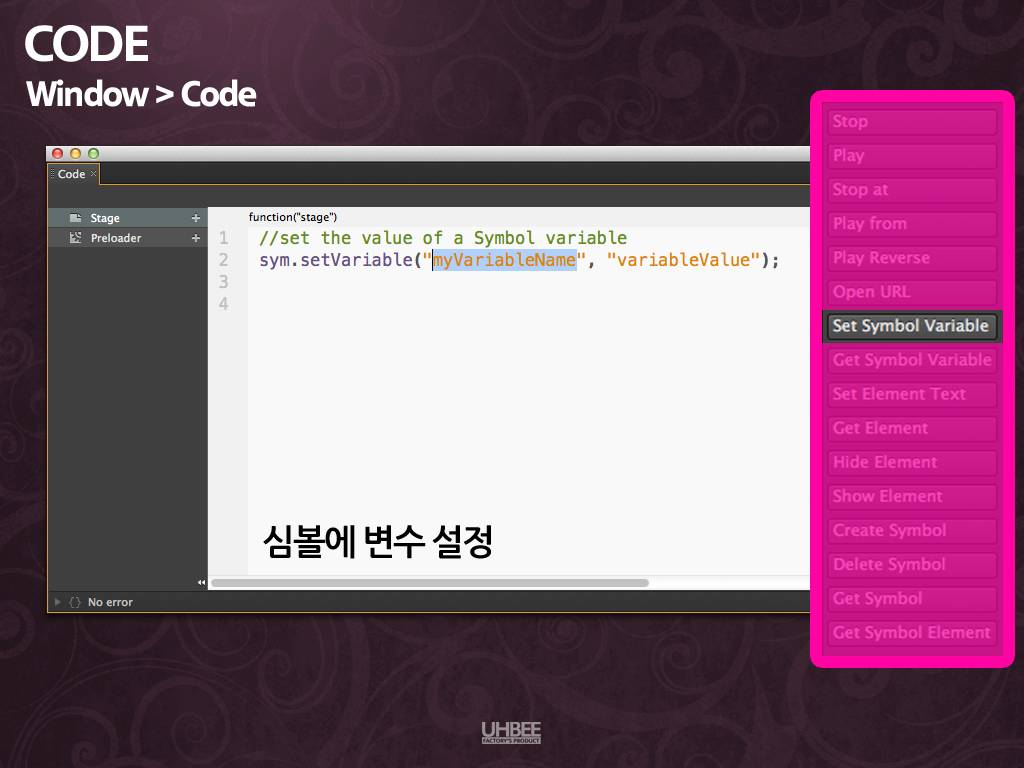 CODE
Window > Code
Code ×
Stage +
Preloader +
function("stage")
1 //set the value of a Symbol variable
2 sym.setVariable("myVariableName", "variableValue");
3
4
심볼에 변수 설정
{} No error
Stop
Play
Stop at
Play from
Play Reverse
Open URL
Set Symbol Variable
Get Symbol Variable
Set Element Text
Get Element
Hide Element
Show Element
Create Symbol
Delete Symbol
Get Symbol
Get Symbol Element
UHBEE
FACTORY'S PRODUCT